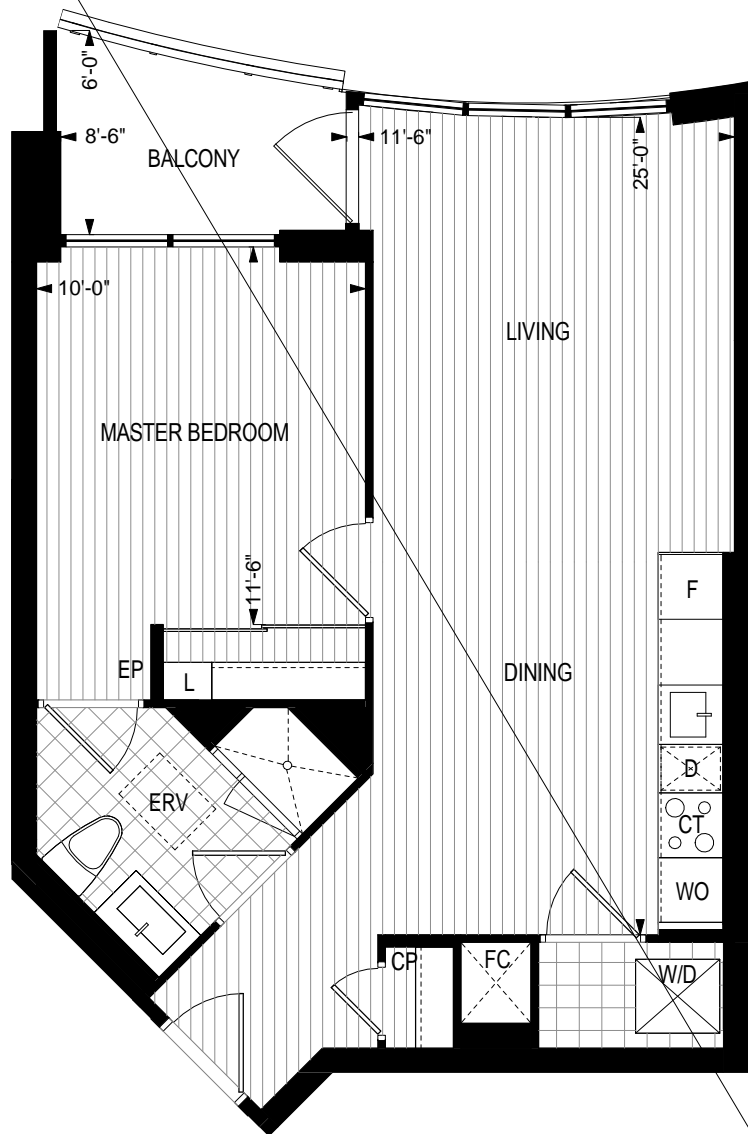 6'-0"
8'-6"
BALCONY
11'-6"
25'-0"
10'-0"
LIVING
MASTER BEDROOM
11'-6"
F
EP
L
DINING
D
ERV
CT
WO
CP
FC
W/D